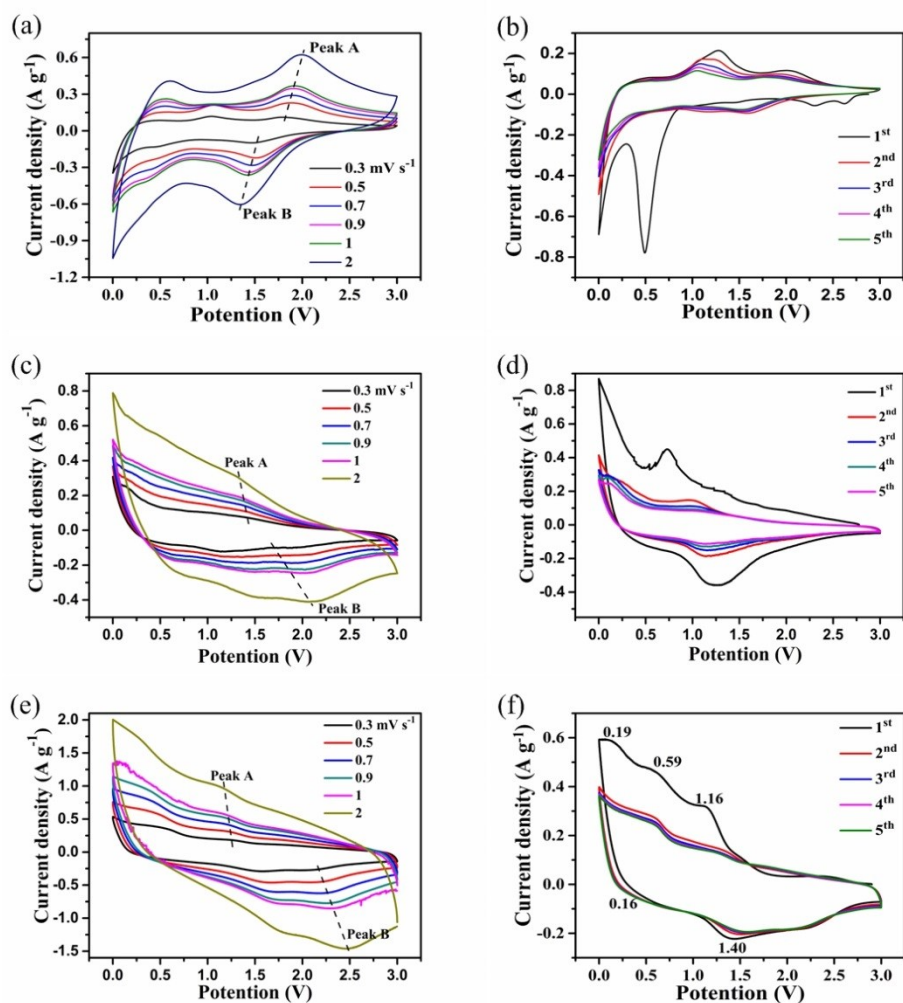 (a)
Current density (A g⁻¹)
0.6
0.3
0.0
-0.3
-0.6
-0.9
-1.2
Peak A
Peak B
0.3 mV s⁻¹
0.5
0.7
0.9
1
2
0.0 0.5 1.0 1.5 2.0 2.5 3.0
Potention (V)
(b)
Current density (A g⁻¹)
0.2
0.0
-0.2
-0.4
-0.6
-0.8
1ˢᵗ
2ⁿᵈ
3ʳᵈ
4ᵗʰ
5ᵗʰ
0.0 0.5 1.0 1.5 2.0 2.5 3.0
Potention (V)
(c)
Current density (A g⁻¹)
0.8
0.6
0.4
0.2
0.0
-0.2
-0.4
Peak A
Peak B
0.3 mV s⁻¹
0.5
0.7
0.9
1
2
0.0 0.5 1.0 1.5 2.0 2.5 3.0
Potention (V)
(d)
Current density (A g⁻¹)
0.8
0.6
0.4
0.2
0.0
-0.2
-0.4
1ˢᵗ
2ⁿᵈ
3ʳᵈ
4ᵗʰ
5ᵗʰ
0.0 0.5 1.0 1.5 2.0 2.5 3.0
Potention (V)
(e)
Current density (A g⁻¹)
2.0
1.5
1.0
0.5
0.0
-0.5
-1.0
-1.5
Peak A
Peak B
0.3 mV s⁻¹
0.5
0.7
0.9
1
2
0.0 0.5 1.0 1.5 2.0 2.5 3.0
Potention (V)
(f)
Current density (A g⁻¹)
0.6
0.4
0.2
0.0
-0.2
0.19
0.59
1.16
0.16
1.40
1ˢᵗ
2ⁿᵈ
3ʳᵈ
4ᵗʰ
5ᵗʰ
0.0 0.5 1.0 1.5 2.0 2.5 3.0
Potention (V)